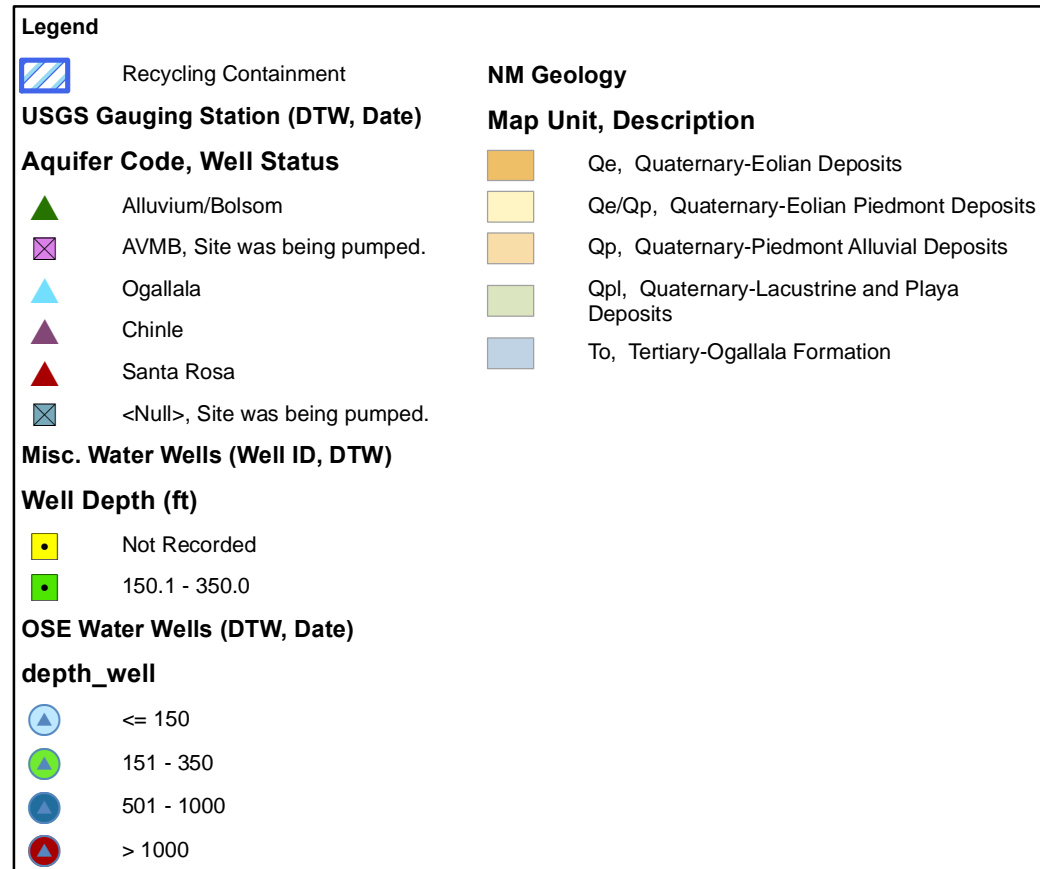 Legend
Recycling Containment
USGS Gauging Station (DTW, Date)
Aquifer Code, Well Status
Alluvium/Bolsom
AVMB, Site was being pumped.
Ogallala
Chinle
Santa Rosa
<Null>, Site was being pumped.
Misc. Water Wells (Well ID, DTW)
Well Depth (ft)
Not Recorded
150.1 - 350.0
OSE Water Wells (DTW, Date)
depth_well
<= 150
151 - 350
501 - 1000
> 1000
NM Geology
Map Unit, Description
Qe, Quaternary-Eolian Deposits
Qe/Qp, Quaternary-Eolian Piedmont Deposits
Qp, Quaternary-Piedmont Alluvial Deposits
Qpl, Quaternary-Lacustrine and Playa
Deposits
To, Tertiary-Ogallala Formation